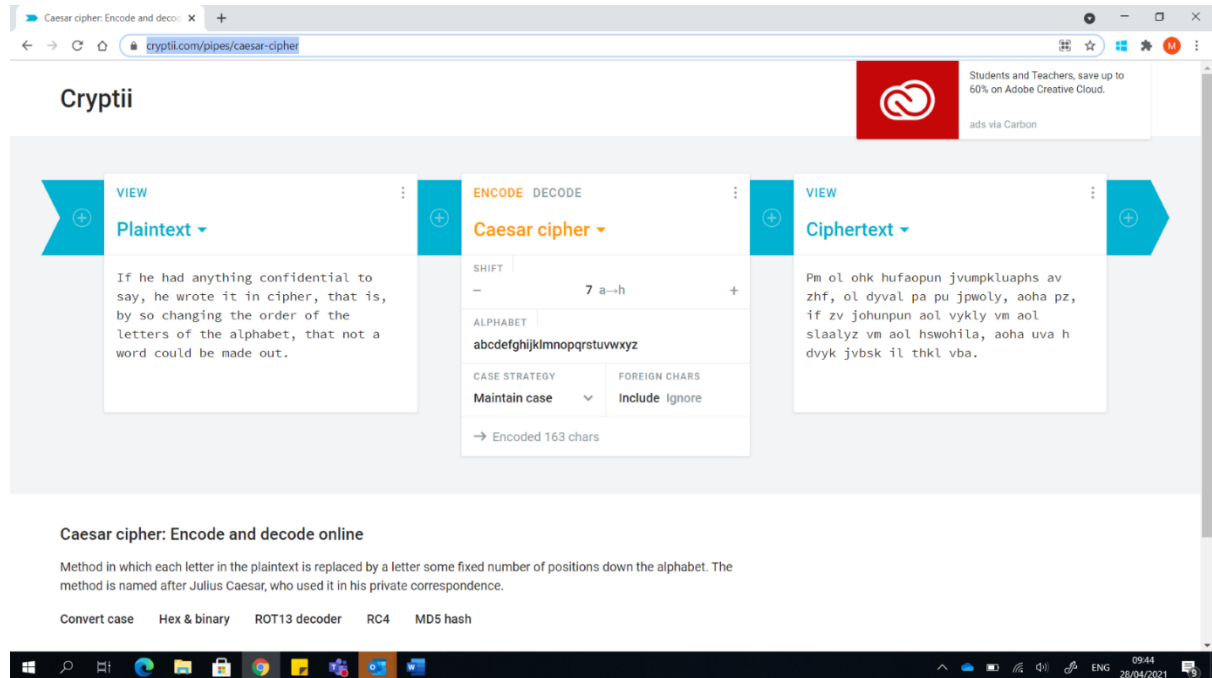 Caesar cipher: Encode and decod
cryptii.com/pipes/caesar-cipher
M
Cryptii
Students and Teachers, save up to
60% on Adobe Creative Cloud.
ads via Carbon
VIEW
Plaintext
If he had anything confidential to
say, he wrote it in cipher, that is,
by so changing the order of the
letters of the alphabet, that not a
word could be made out.
ENCODE DECODE
Caesar cipher
SHIFT
− 7 a→h +
ALPHABET
abcdefghijklmnopqrstuvwxyz
CASE STRATEGY FOREIGN CHARS
Maintain case Include Ignore
→ Encoded 163 chars
VIEW
Ciphertext
Pm ol ohk hufaopun jvumpkluaphs av
zhf, ol dyval pa pu jpwoly, aoha pz,
if zv johunpun aol vykly vm aol
slaalyz vm aol hswohila, aoha uva h
dvyk jvbsk il thkl vba.
Caesar cipher: Encode and decode online
Method in which each letter in the plaintext is replaced by a letter some fixed number of positions down the alphabet. The
method is named after Julius Caesar, who used it in his private correspondence.
Convert case Hex & binary ROT13 decoder RC4 MD5 hash
ENG
09:44
28/04/2021